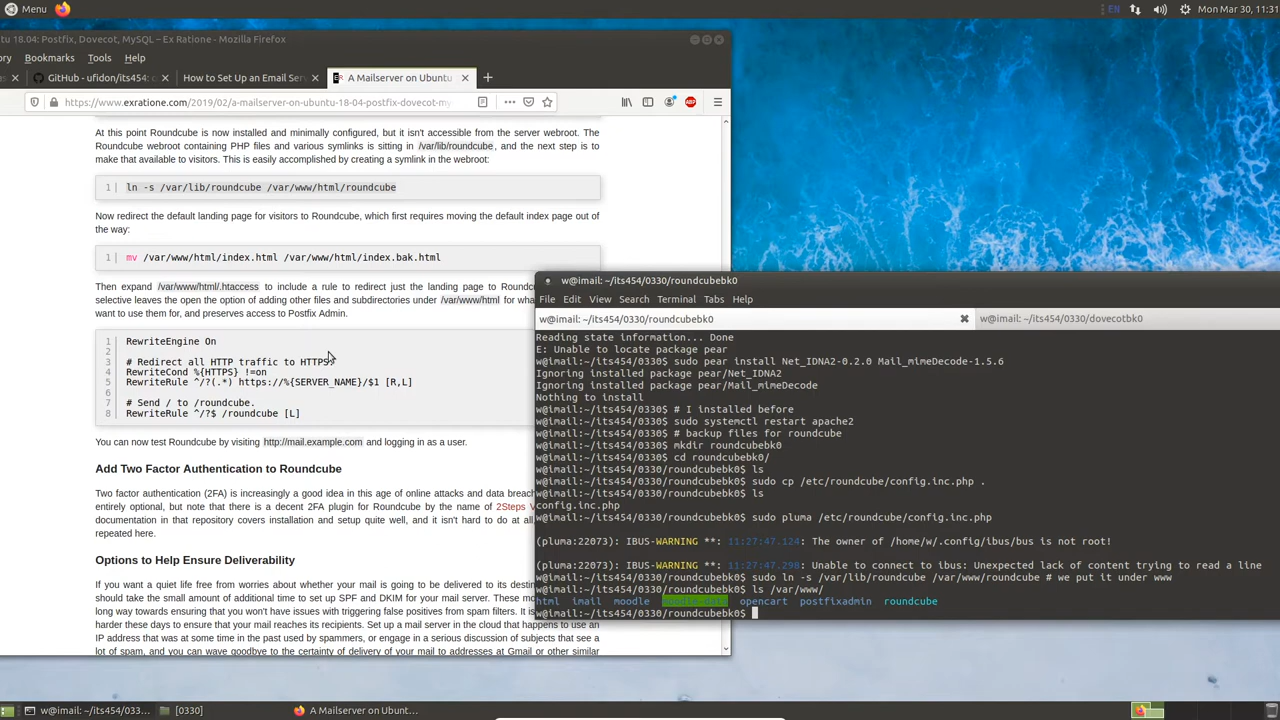 Menu
EN
Mon Mar 30, 11:31
tu 18.04: Postfix, Dovecot, MySQL – Ex Ratione - Mozilla Firefox
Bookmarks Tools Help
GitHub - ufidon/its454:
How to Set Up an Email Serv
A Mailserver on Ubuntu
https://www.exratione.com/2019/02/a-mailserver-on-ubuntu-18-04-postfix-dovecot-my
At this point Roundcube is now installed and minimally configured, but it isn't accessible from the server webroot. The
Roundcube webroot containing PHP files and various symlinks is sitting in /var/lib/roundcube, and the next step is to
make that available to visitors. This is easily accomplished by creating a symlink in the webroot:
1 ln -s /var/lib/roundcube /var/www/html/roundcube
Now redirect the default landing page for visitors to Roundcube, which first requires moving the default index page out of
the way:
1 mv /var/www/html/index.html /var/www/html/index.bak.html
Then expand /var/www/html/.htaccess to include a rule to redirect just the landing page to Roundc
selective leaves the open the option of adding other files and subdirectories under /var/www/html for wha
want to use them for, and preserves access to Postfix Admin.
1 RewriteEngine On
2
3 # Redirect all HTTP traffic to HTTPS.
4 RewriteCond %{HTTPS} !=on
5 RewriteRule ^/?(.*) https://%{SERVER_NAME}/$1 [R,L]
6
7 # Send / to /roundcube.
8 RewriteRule ^/?$ /roundcube [L]
You can now test Roundcube by visiting http://mail.example.com and logging in as a user.
Add Two Factor Authentication to Roundcube
Two factor authentication (2FA) is increasingly a good idea in this age of online attacks and data breach
entirely optional, but note that there is a decent 2FA plugin for Roundcube by the name of 2Steps V
documentation in that repository covers installation and setup quite well, and it isn't hard to do at all,
repeated here.
Options to Help Ensure Deliverability
If you want a quiet life free from worries about whether your mail is going to be delivered to its destin
should take the small amount of additional time to set up SPF and DKIM for your mail server. These mo
long way towards ensuring that you won't have issues with triggering false positives from spam filters. It is
harder these days to ensure that your mail reaches its recipients. Set up a mail server in the cloud that happens to use an
IP address that was at some time in the past used by spammers, or engage in a serious discussion of subjects that see a
lot of spam, and you can wave goodbye to the certainty of delivery of your mail to addresses at Gmail or other similar
w@imail: ~/its454/0330/roundcubebk0
File Edit View Search Terminal Tabs Help
w@imail: ~/its454/0330/roundcubebk0
w@imail: ~/its454/0330/dovecotbk0
Reading state information... Done
E: Unable to locate package pear
w@imail:~/its454/0330$ sudo pear install Net_IDNA2-0.2.0 Mail_mimeDecode-1.5.6
Ignoring installed package pear/Net_IDNA2
Ignoring installed package pear/Mail_mimeDecode
Nothing to install
w@imail:~/its454/0330$ # I installed before
w@imail:~/its454/0330$ sudo systemctl restart apache2
w@imail:~/its454/0330$ # backup files for roundcube
w@imail:~/its454/0330$ mkdir roundcubebk0
w@imail:~/its454/0330$ cd roundcubebk0/
w@imail:~/its454/0330/roundcubebk0$ ls
w@imail:~/its454/0330/roundcubebk0$ sudo cp /etc/roundcube/config.inc.php .
w@imail:~/its454/0330/roundcubebk0$ ls
config.inc.php
w@imail:~/its454/0330/roundcubebk0$ sudo pluma /etc/roundcube/config.inc.php
(pluma:22073): IBUS-WARNING **: 11:27:47.124: The owner of /home/w/.config/ibus/bus is not root!
(pluma:22073): IBUS-WARNING **: 11:27:47.298: Unable to connect to ibus: Unexpected lack of content trying to read a line
w@imail:~/its454/0330/roundcubebk0$ sudo ln -s /var/lib/roundcube /var/www/roundcube # we put it under www
w@imail:~/its454/0330/roundcubebk0$ ls /var/www/
html imail moodle opencart postfixadmin roundcube
w@imail:~/its454/0330/roundcubebk0$
w@imail: ~/its454/033...
[0330]
A Mailserver on Ubunt...